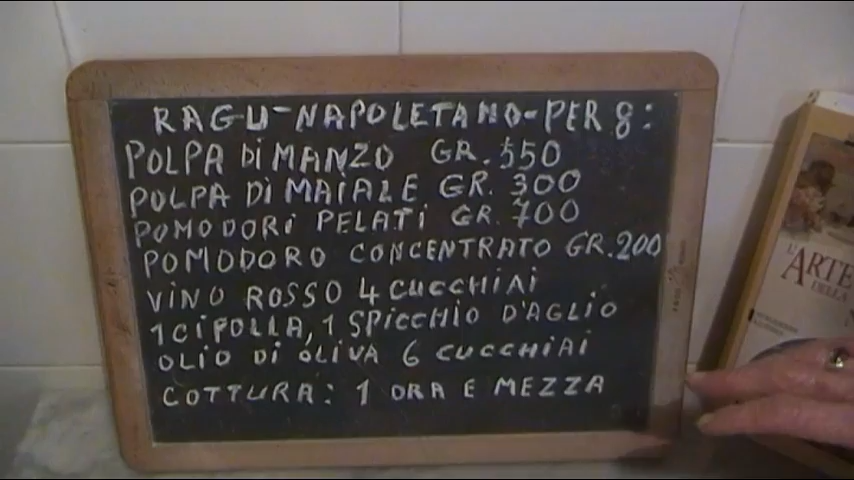 RAGU-NAPOLETANO-PER 8:
POLPA DI MANZO GR. 550
POLPA DI MAIALE GR. 300
POMODORI PELATI GR. 700
POMODORO CONCENTRATO GR. 200
VINO ROSSO 4 CUCCHIAI
1 CIPOLLA, 1 SPICCHIO D'AGLIO
OLIO DI OLIVA 6 CUCCHIAI
COTTURA: 1 ORA E MEZZA
ARTE
DELLA